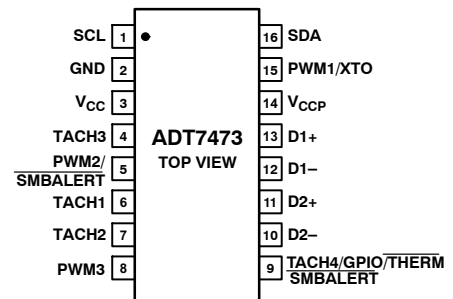 SCL 1
GND 2
VCC 3
TACH3 4
PWM2/
SMBALERT 5
TACH1 6
TACH2 7
PWM3 8
ADT7473
TOP VIEW
16 SDA
15 PWM1/XTO
14 VCCP
13 D1+
12 D1–
11 D2+
10 D2–
9 TACH4/GPIO/THERM
SMBALERT